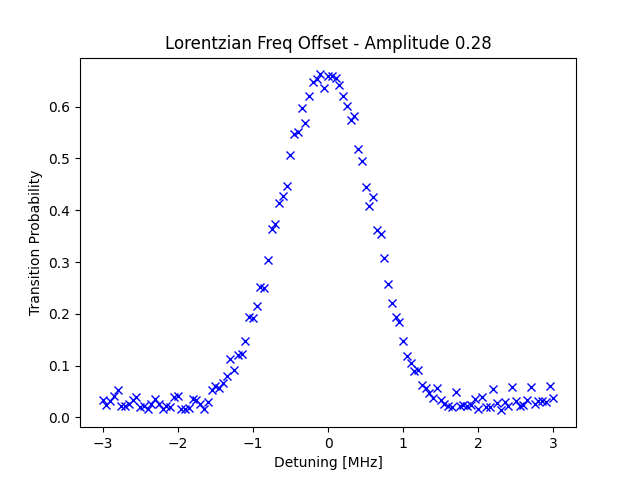 Lorentzian Freq Offset - Amplitude 0.28
Transition Probability
0.6
0.5
0.4
0.3
0.2
0.1
0.0
−3 −2 −1 0 1 2 3
Detuning [MHz]